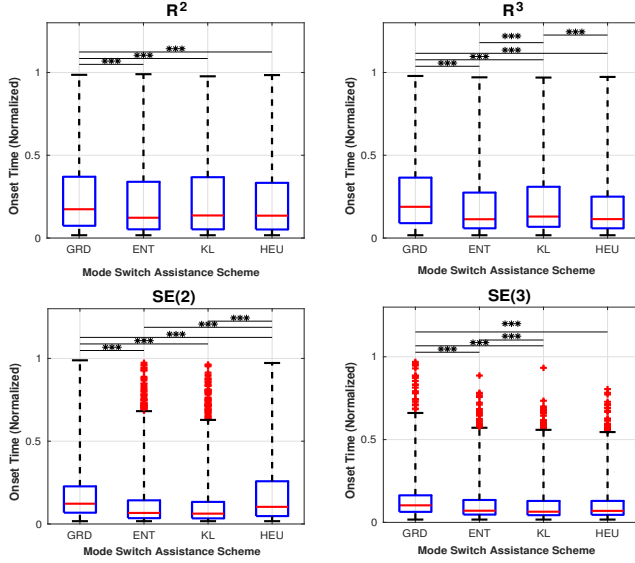 R²
***
***
***
1
0.5
0
Onset Time (Normalized)
GRD ENT KL HEU
Mode Switch Assistance Scheme
R³
***
***
***
***
***
1
0.5
0
Onset Time (Normalized)
GRD ENT KL HEU
Mode Switch Assistance Scheme
SE(2)
***
***
***
***
***
1
0.5
0
Onset Time (Normalized)
GRD ENT KL HEU
Mode Switch Assistance Scheme
SE(3)
***
***
***
***
1
0.5
0
Onset Time (Normalized)
GRD ENT KL HEU
Mode Switch Assistance Scheme